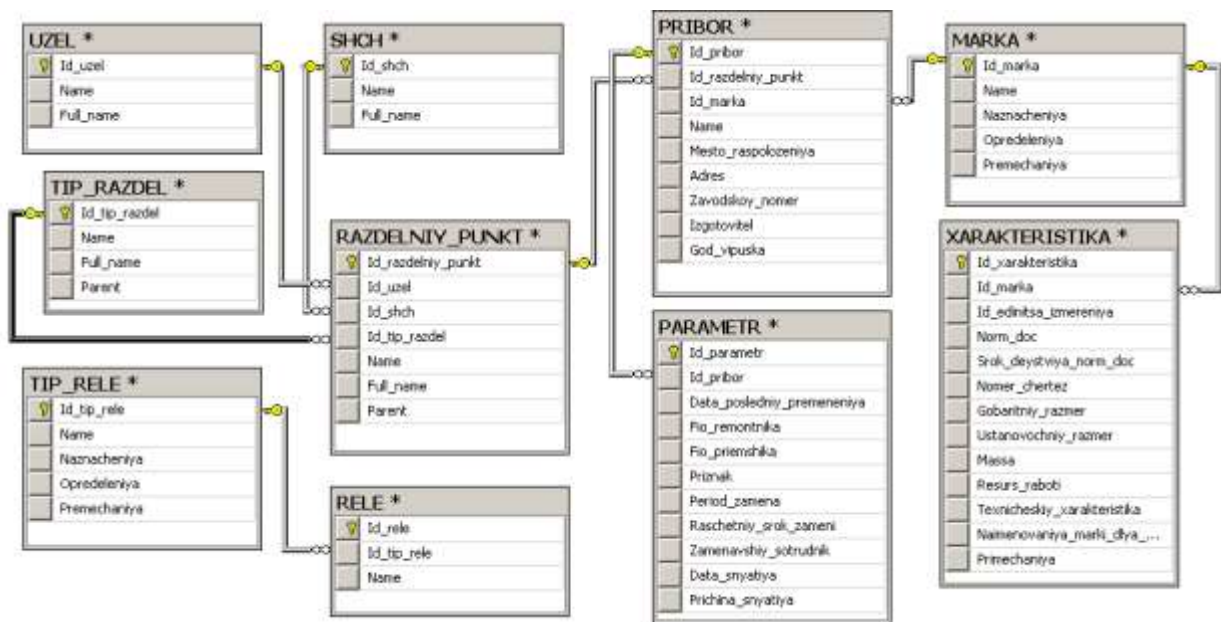 UZEL *
Id_uzel
Name
Full_name
SHCH *
Id_shch
Name
Full_name
PRIBOR *
Id_pribor
Id_razdelniy_punkt
Id_marka
Name
Mesto_raspolozeniya
Adres
Zavodskoy_nomer
Izgotovitel
God_vipuska
MARKA *
Id_marka
Name
Naznacheniya
Opredeleniya
Premechaniya
TIP_RAZDEL *
Id_tip_razdel
Name
Full_name
Parent
RAZDELNIY_PUNKT *
Id_razdelniy_punkt
Id_uzel
Id_shch
Id_tip_razdel
Name
Full_name
Parent
XARAKTERISTIKA *
Id_xarakteristika
Id_marka
Id_edinitsa_izmereniya
Norm_doc
Srok_deystviya_norm_doc
Nomer_chertez
Gobaritniy_razmer
Ustanovochniy_razmer
Massa
Resurs_raboti
Texnicheskiy_xarakteristika
Naimenovaniya_marki_dlya_...
Primechaniya
PARAMETR *
Id_parametr
Id_pribor
Data_posledniy_premeneniya
Fio_remontnika
Fio_priemshika
Priznak
Period_zamena
Raschetniy_srok_zameni
Zamenavshiy_sotrudnik
Data_snyatiya
Prichina_snyatiya
TIP_RELE *
Id_tip_rele
Name
Naznacheniya
Opredeleniya
Premechaniya
RELE *
Id_rele
Id_tip_rele
Name